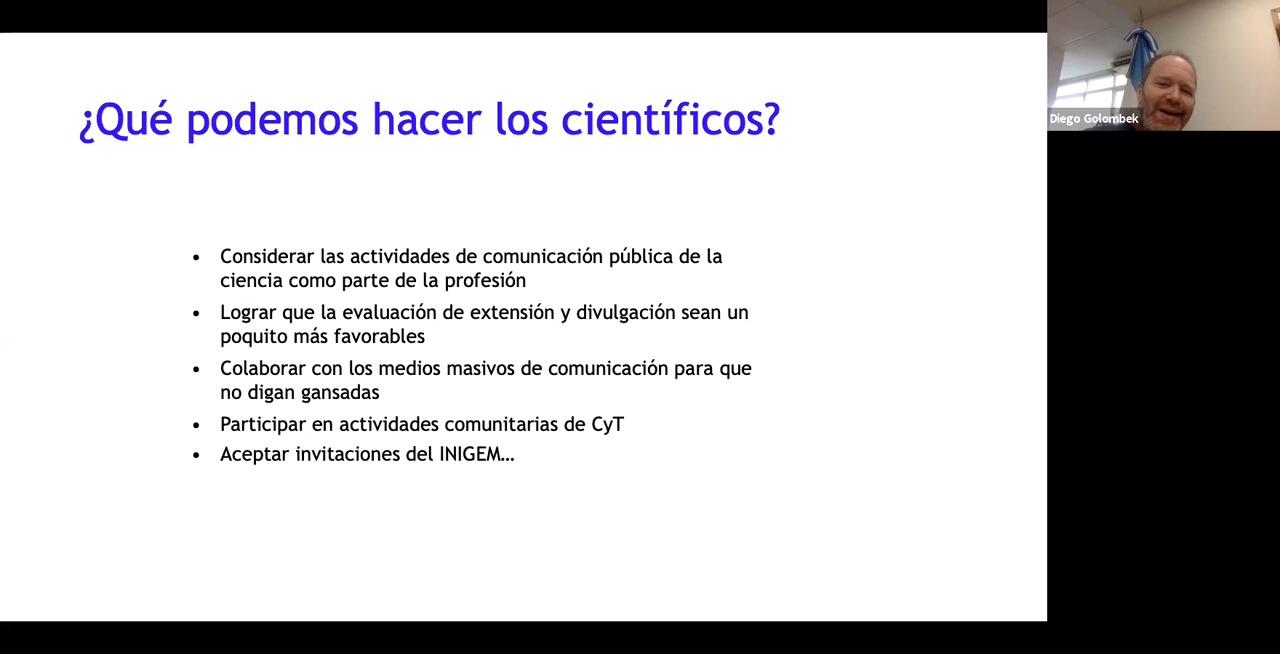 ¿Qué podemos hacer los científicos?
Considerar las actividades de comunicación pública de la
ciencia como parte de la profesión
Lograr que la evaluación de extensión y divulgación sean un
poquito más favorables
Colaborar con los medios masivos de comunicación para que
no digan gansadas
Participar en actividades comunitarias de CyT
Aceptar invitaciones del INIGEM...
Diego Golombek